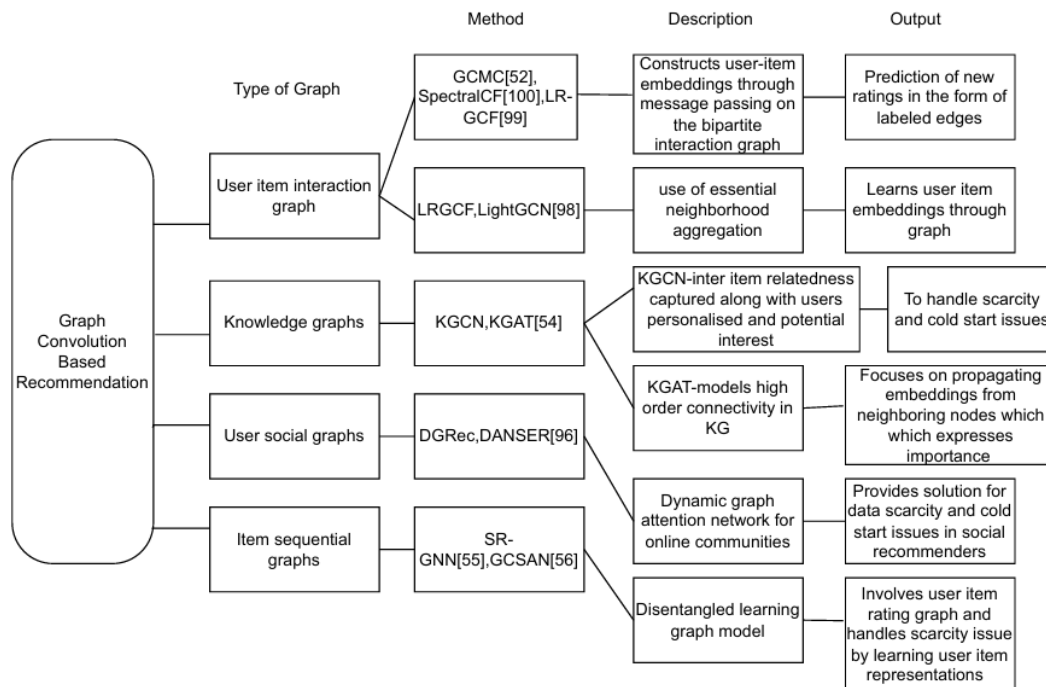 Method
Description
Output
Type of Graph
Graph
Convolution
Based
Recommendation
User item interaction
graph
GCMC[52],
SpectralCF[100],LR-
GCF[99]
Constructs user-item
embeddings through
message passing on
the bipartite
interaction graph
Prediction of new
ratings in the form of
labeled edges
LRGCF,LightGCN[98]
use of essential
neighborhood
aggregation
Learns user item
embeddings through
graph
Knowledge graphs
KGCN,KGAT[54]
KGCN-inter item relatedness
captured along with users
personalised and potential
interest
To handle scarcity
and cold start issues
KGAT-models high
order connectivity in
KG
Focuses on propagating
embeddings from
neighboring nodes which
which expresses
importance
User social graphs
DGRec,DANSER[96]
Dynamic graph
attention network for
online communities
Provides solution for
data scarcity and cold
start issues in social
recommenders
Item sequential
graphs
SR-
GNN[55],GCSAN[56]
Disentangled learning
graph model
Involves user item
rating graph and
handles scarcity issue
by learning user item
representations